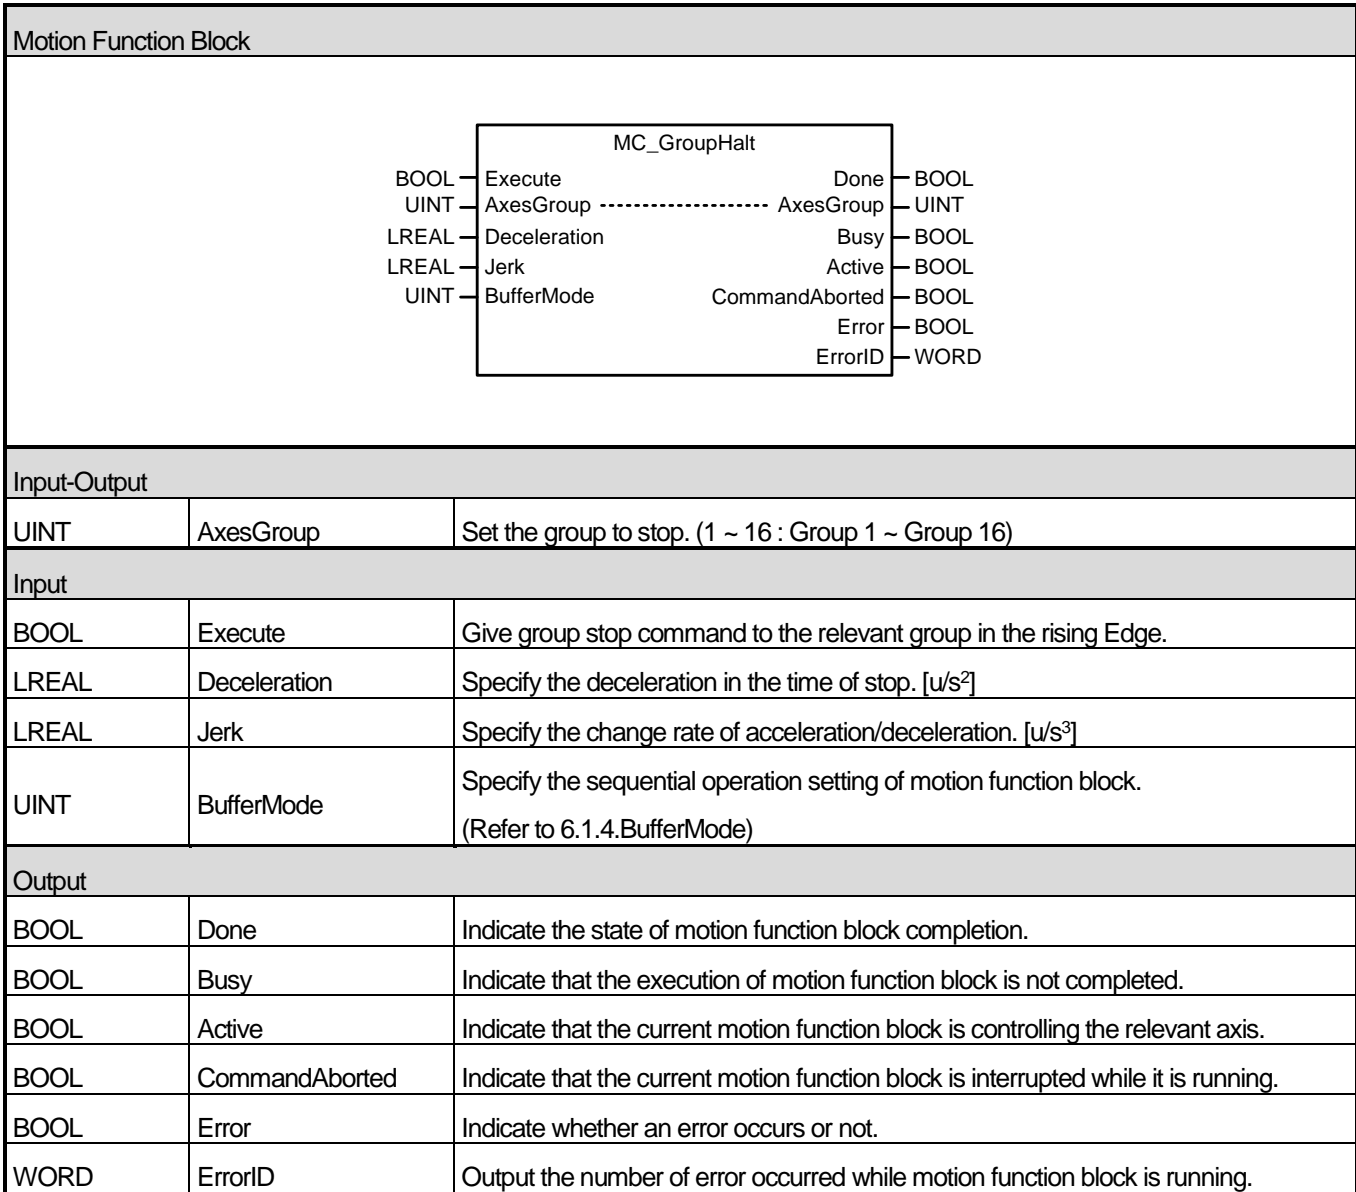 Motion Function Block
MC_GroupHalt
BOOL Execute Done BOOL
UINT AxesGroup AxesGroup UINT
LREAL Deceleration Busy BOOL
LREAL Jerk Active BOOL
UINT BufferMode CommandAborted BOOL
Error BOOL
ErrorID WORD
Input-Output
UINT AxesGroup Set the group to stop. (1 ~ 16 : Group 1 ~ Group 16)
Input
BOOL Execute Give group stop command to the relevant group in the rising Edge.
LREAL Deceleration Specify the deceleration in the time of stop. [u/s²]
LREAL Jerk Specify the change rate of acceleration/deceleration. [u/s³]
UINT BufferMode Specify the sequential operation setting of motion function block.
(Refer to 6.1.4.BufferMode)
Output
BOOL Done Indicate the state of motion function block completion.
BOOL Busy Indicate that the execution of motion function block is not completed.
BOOL Active Indicate that the current motion function block is controlling the relevant axis.
BOOL CommandAborted Indicate that the current motion function block is interrupted while it is running.
BOOL Error Indicate whether an error occurs or not.
WORD ErrorID Output the number of error occurred while motion function block is running.